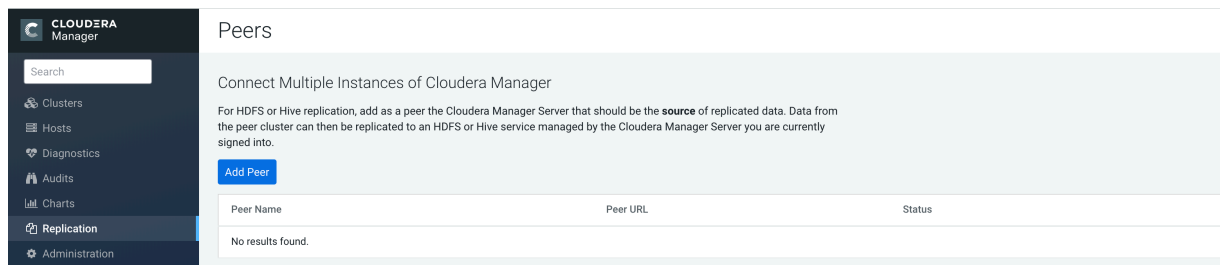 CLOUDERA
Manager
Search
Clusters
Hosts
Diagnostics
Audits
Charts
Replication
Administration
Peers
Connect Multiple Instances of Cloudera Manager
For HDFS or Hive replication, add as a peer the Cloudera Manager Server that should be the source of replicated data. Data from
the peer cluster can then be replicated to an HDFS or Hive service managed by the Cloudera Manager Server you are currently
signed into.
Add Peer
Peer Name Peer URL Status
No results found.